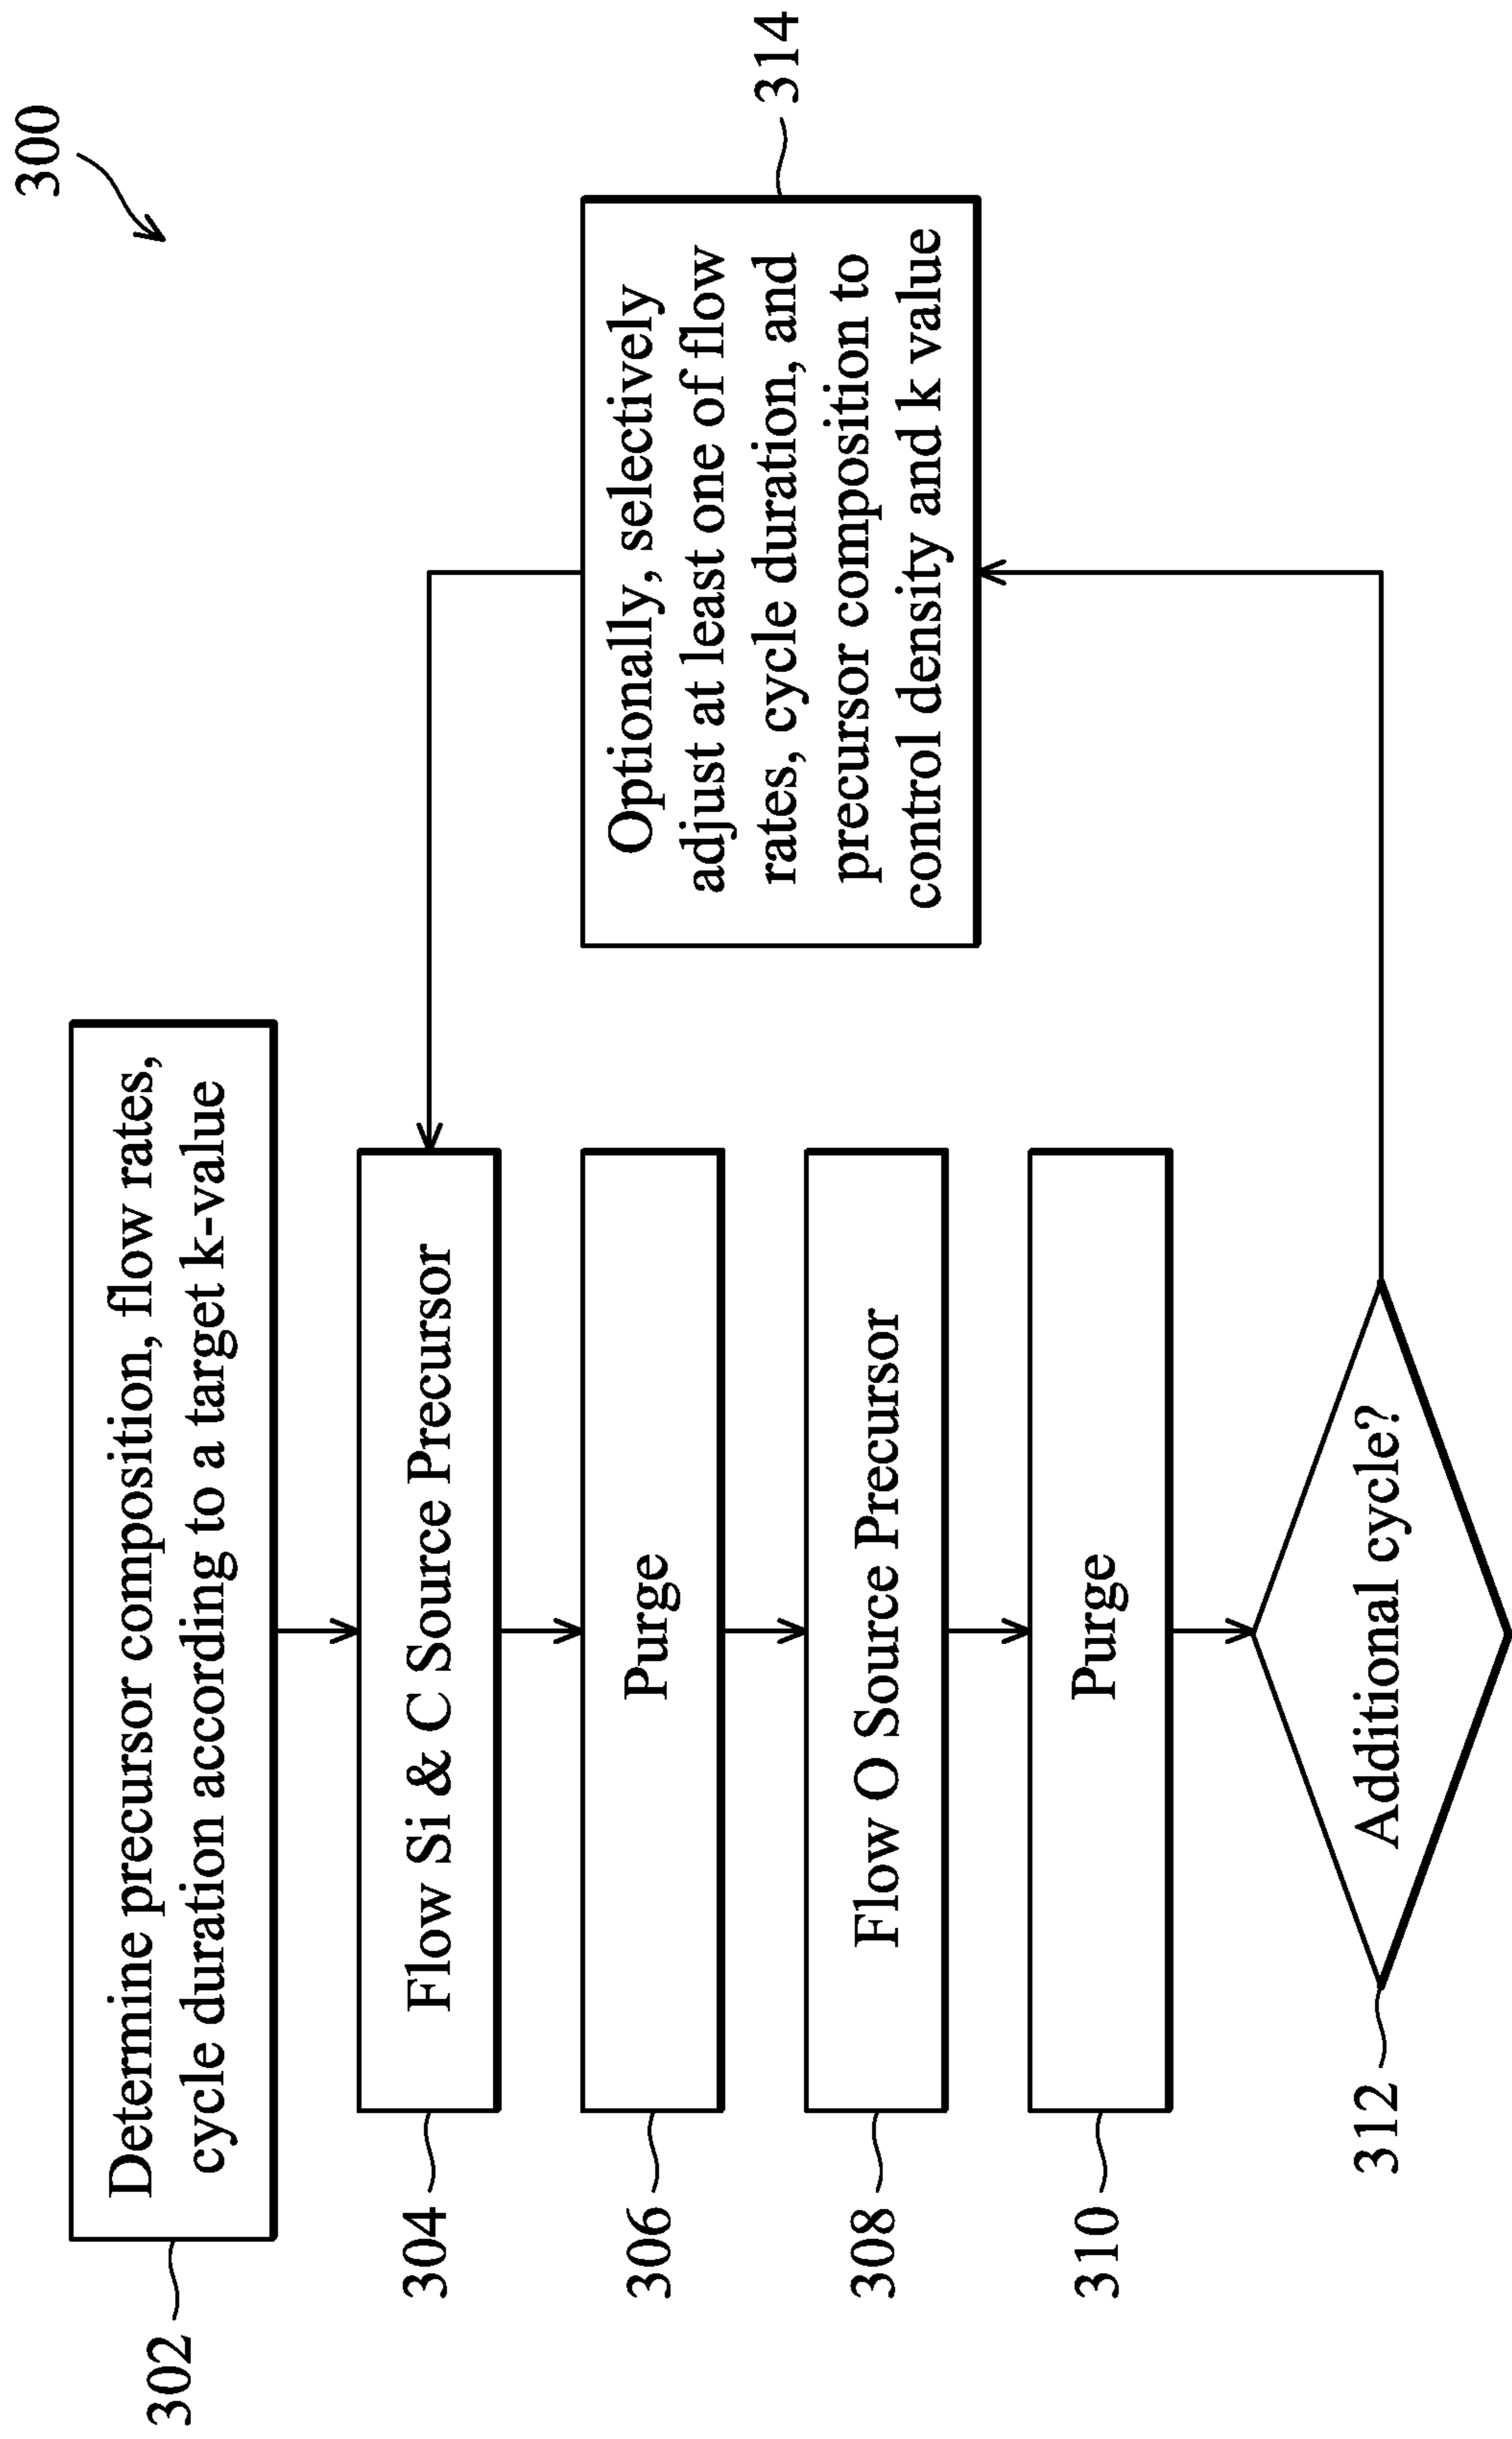 300
302
Determine precursor composition, flow rates,
cycle duration according to a target k-value
304
Flow Si & C Source Precursor
306
Purge
308
Flow O Source Precursor
310
Purge
312
Additional cycle?
314
Optionally, selectively
adjust at least one of flow
rates, cycle duration, and
precursor composition to
control density and k value